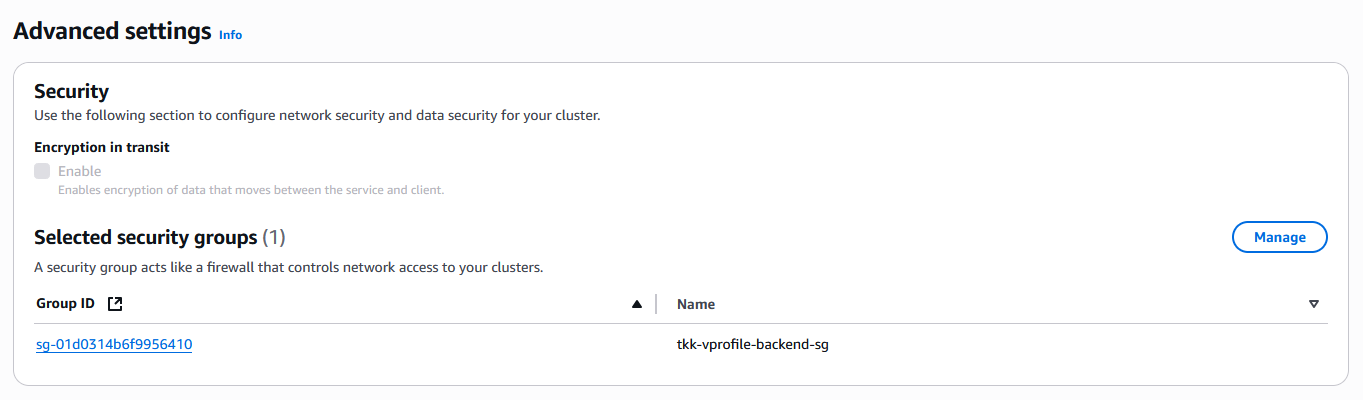 Advanced settings Info
Security
Use the following section to configure network security and data security for your cluster.
Encryption in transit
Enable
Enables encryption of data that moves between the service and client.
Selected security groups (1)
Manage
A security group acts like a firewall that controls network access to your clusters.
Group ID Name
sg-01d0314b6f9956410 tkk-vprofile-backend-sg